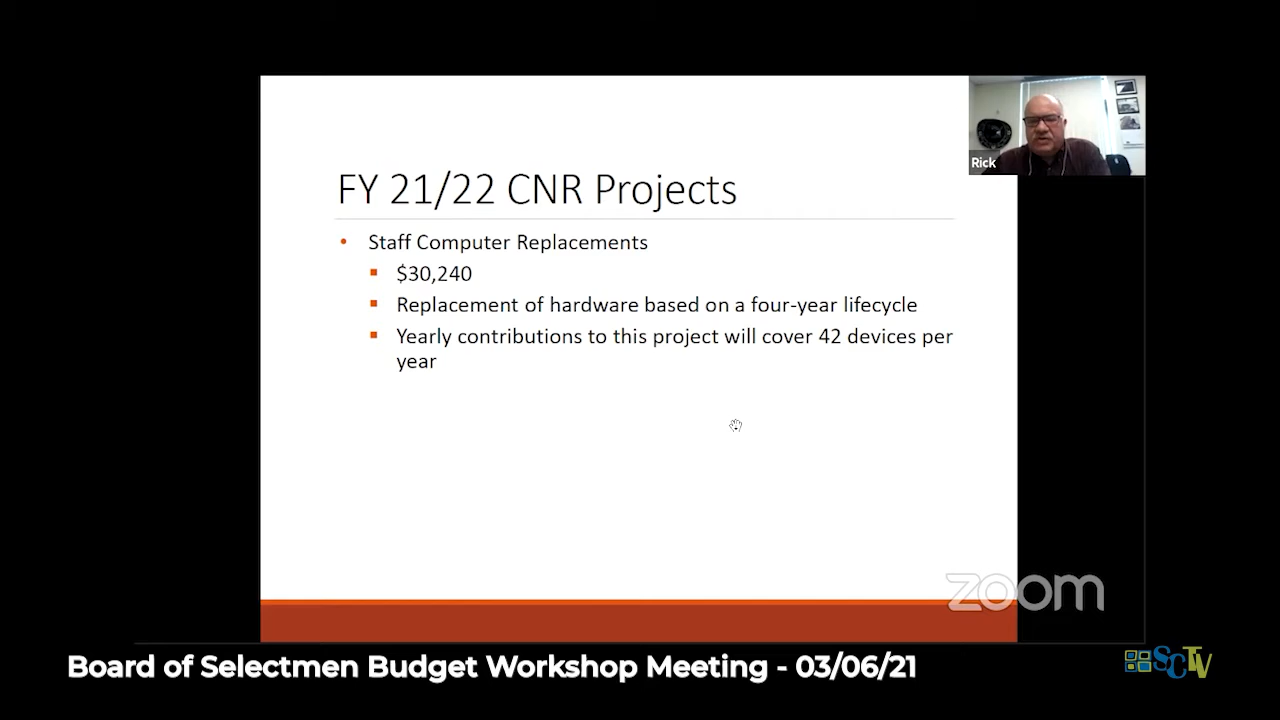 Rick
FY 21/22 CNR Projects
• Staff Computer Replacements
▪ $30,240
▪ Replacement of hardware based on a four-year lifecycle
▪ Yearly contributions to this project will cover 42 devices per
year
zoom
Board of Selectmen Budget Workshop Meeting - 03/06/21
SCTV